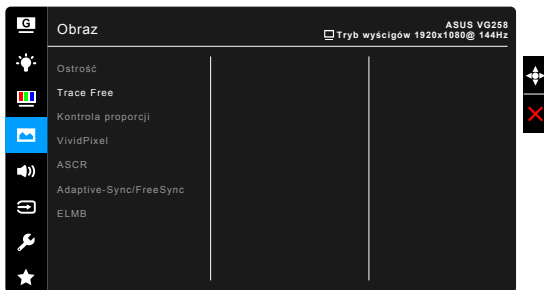 G
Obraz
ASUS VG258
Tryb wyścigów 1920x1080@ 144Hz
Ostrość
Trace Free
Kontrola proporcji
VividPixel
ASCR
Adaptive-Sync/FreeSync
ELMB